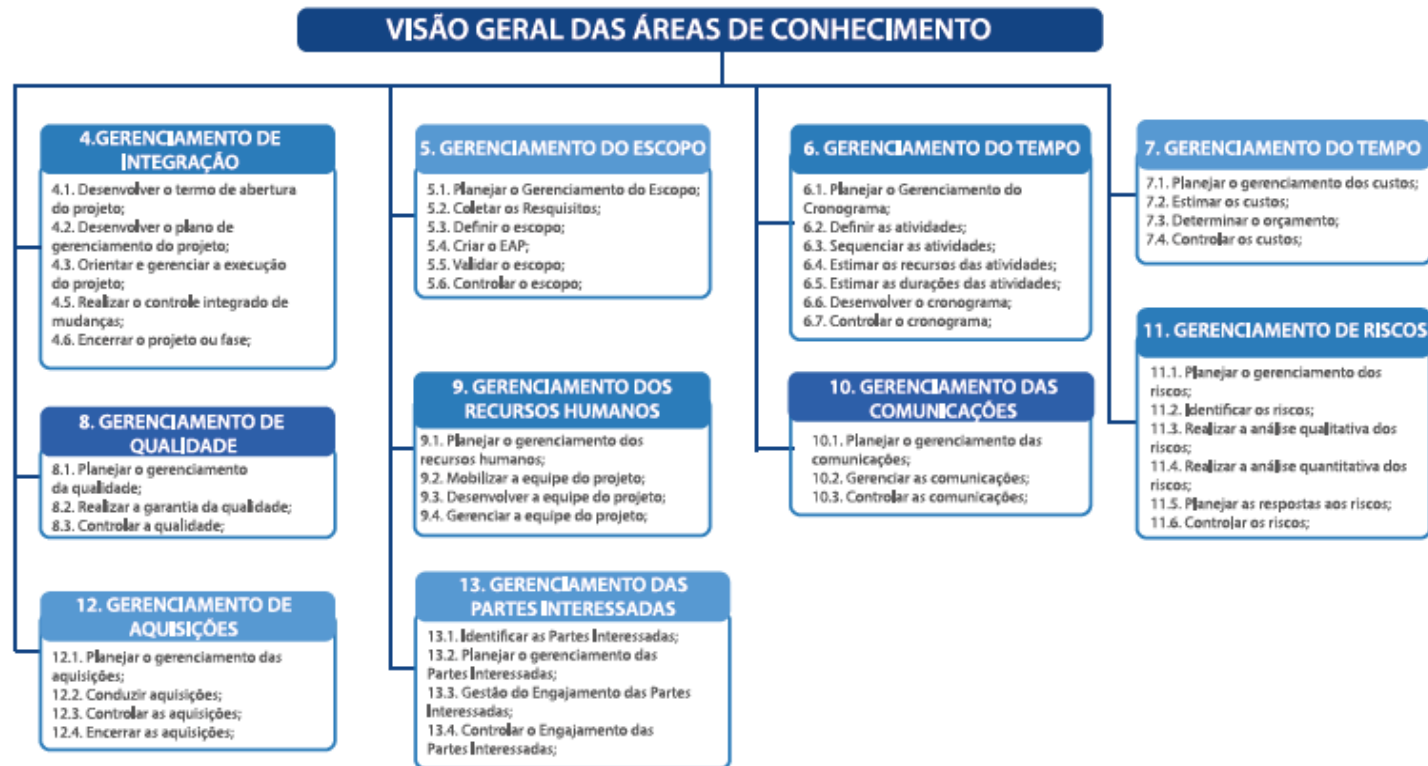 VISÃO GERAL DAS ÁREAS DE CONHECIMENTO
4.GERENCIAMENTO DE
INTEGRAÇÃO
4.1. Desenvolver o termo de abertura
do projeto;
4.2. Desenvolver o plano de
gerenciamento do projeto;
4.3. Orientar e gerenciar a execução
do projeto;
4.5. Realizar o controle integrado de
mudanças;
4.6. Encerrar o projeto ou fase;
5. GERENCIAMENTO DO ESCOPO
5.1. Planejar o Gerenciamento do Escopo;
5.2. Coletar os Resquisitos;
5.3. Definir o escopo;
5.4. Criar o EAP;
5.5. Validar o escopo;
5.6. Controlar o escopo;
6. GERENCIAMENTO DO TEMPO
6.1. Planejar o Gerenciamento do
Cronograma;
6.2. Definir as atividades;
6.3. Sequenciar as atividades;
6.4. Estimar os recursos das atividades;
6.5. Estimar as durações das atividades;
6.6. Desenvolver o cronograma;
6.7. Controlar o cronograma;
7. GERENCIAMENTO DO TEMPO
7.1. Planejar o gerenciamento dos custos;
7.2. Estimar os custos;
7.3. Determinar o orçamento;
7.4. Controlar os custos;
8. GERENCIAMENTO DE
QUALIDADE
8.1. Planejar o gerenciamento
da qualidade;
8.2. Realizar a garantia da qualidade;
8.3. Controlar a qualidade;
9. GERENCIAMENTO DOS
RECURSOS HUMANOS
9.1. Planejar o gerenciamento dos
recursos humanos;
9.2. Mobilizar a equipe do projeto;
9.3. Desenvolver a equipe do projeto;
9.4. Gerenciar a equipe do projeto;
10. GERENCIAMENTO DAS
COMUNICAÇÕES
10.1. Planejar o gerenciamento das
comunicações;
10.2. Gerenciar as comunicações;
10.3. Controlar as comunicações;
11. GERENCIAMENTO DE RISCOS
11.1. Planejar o gerenciamento dos
riscos;
11.2. Identificar os riscos;
11.3. Realizar a análise qualitativa dos
riscos;
11.4. Realizar a análise quantitativa dos
riscos;
11.5. Planejar as respostas aos riscos;
11.6. Controlar os riscos;
12. GERENCIAMENTO DE
AQUISIÇÕES
12.1. Planejar o gerenciamento das
aquisições;
12.2. Conduzir aquisições;
12.3. Controlar as aquisições;
12.4. Encerrar as aquisições;
13. GERENCIAMENTO DAS
PARTES INTERESSADAS
13.1. Identificar as Partes Interessadas;
13.2. Planejar o gerenciamento das
Partes Interessadas;
13.3. Gestão do Engajamento das Partes
Interessadas;
13.4. Controlar o Engajamento das
Partes Interessadas;